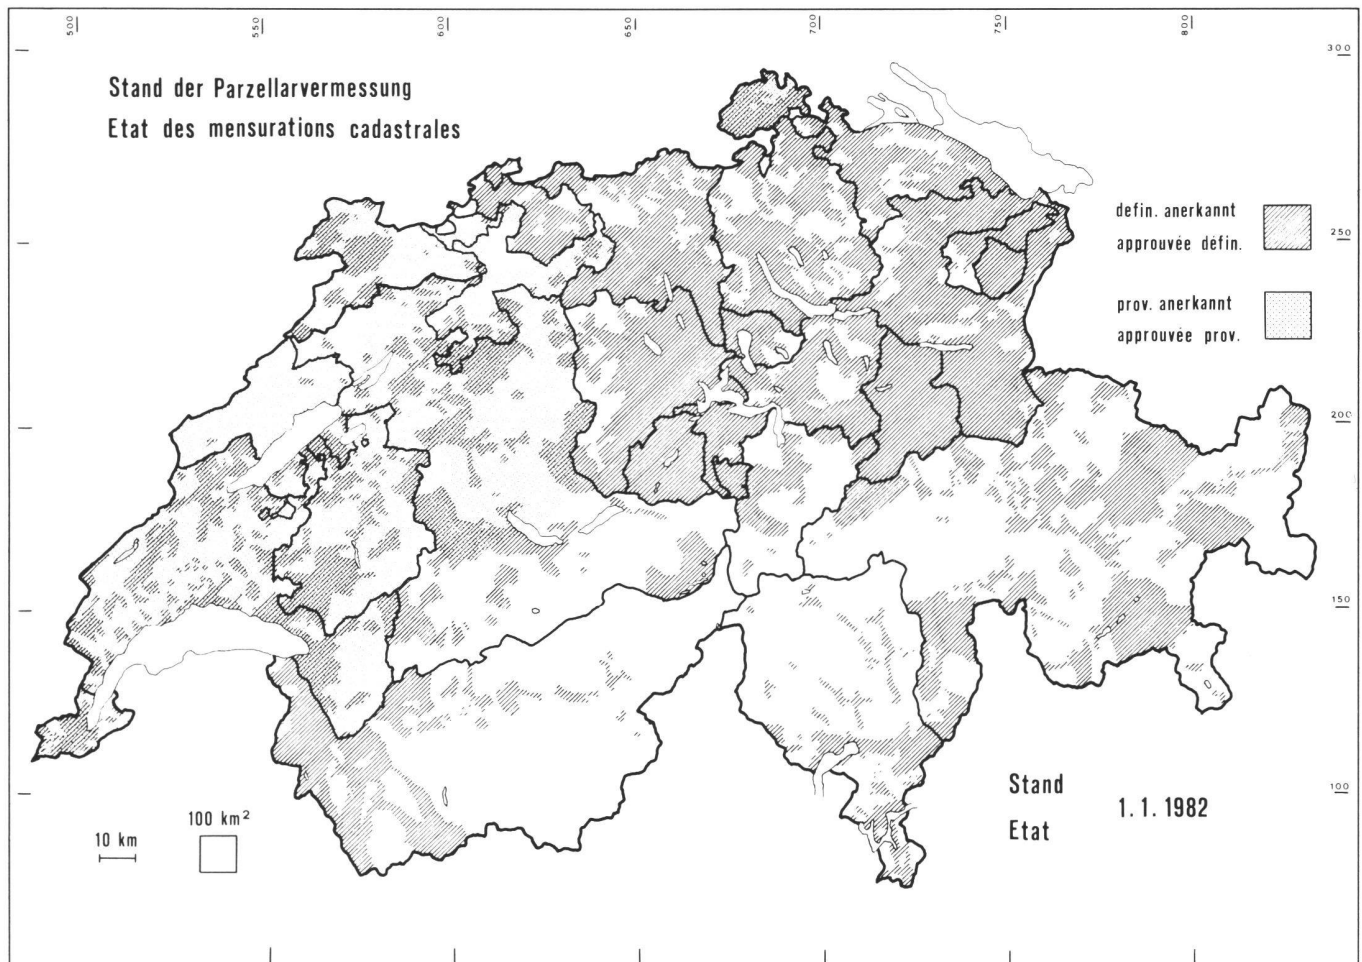 500 550 600 650 700 750 800
300
Stand der Parzellarvermessung
Etat des mensurations cadastrales
defin. anerkannt
approuvée défin.
250
prov. anerkannt
approuvée prov.
200
150
Stand
Etat
1.1.1982
100
10 km
100 km²